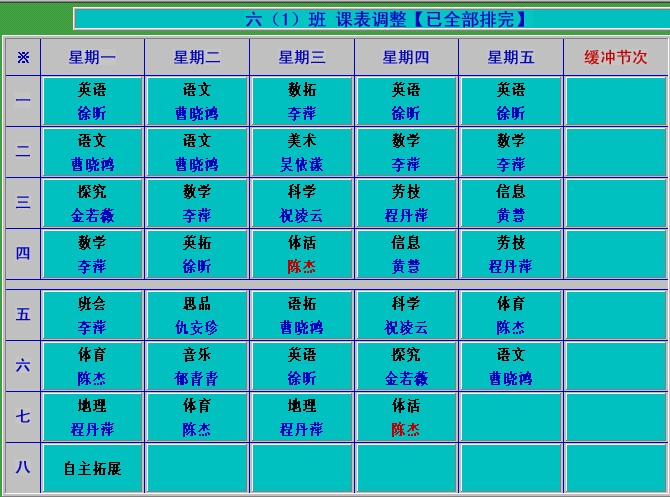 六（1）班 课表调整【已全部排完】
※ 星期一 星期二 星期三 星期四 星期五 缓冲节次
一 英语 语文 数拓 英语 英语
徐昕 曹晓鸿 李萍 徐昕 徐昕
二 语文 语文 美术 数学 数学
曹晓鸿 曹晓鸿 吴依漾 李萍 李萍
三 探究 数学 科学 劳技 信息
金若薇 李萍 祝凌云 程丹萍 黄慧
四 数学 英拓 体活 信息 劳技
李萍 徐昕 陈杰 黄慧 程丹萍
五 班会 思品 语拓 科学 体育
李萍 仇安珍 曹晓鸿 祝凌云 陈杰
六 体育 音乐 英语 探究 语文
陈杰 郁青青 徐昕 金若薇 曹晓鸿
七 地理 体育 地理 体活
程丹萍 陈杰 程丹萍 陈杰
八 自主拓展